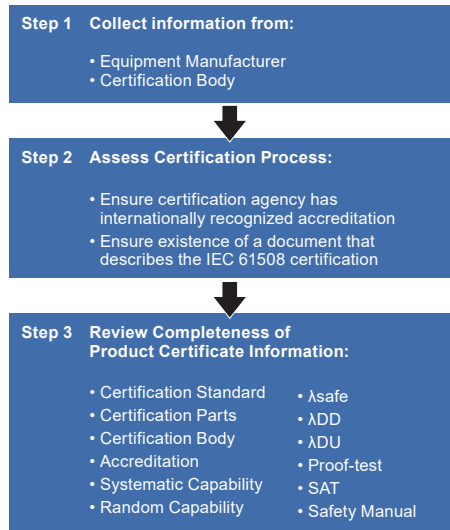 Step 1 Collect information from:
• Equipment Manufacturer
• Certification Body
Step 2 Assess Certification Process:
• Ensure certification agency has
internationally recognized accreditation
• Ensure existence of a document that
describes the IEC 61508 certification
Step 3 Review Completeness of
Product Certificate Information:
• Certification Standard
• Certification Parts
• Certification Body
• Accreditation
• Systematic Capability
• Random Capability
• λsafe
• λDD
• λDU
• Proof-test
• SAT
• Safety Manual